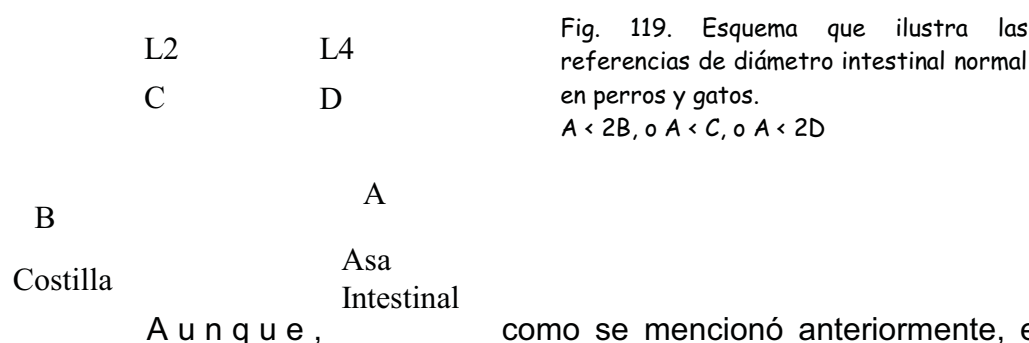 L2 L4
C D
Fig. 119. Esquema que ilustra las
referencias de diámetro intestinal normal
en perros y gatos.
A < 2B, o A < C, o A < 2D
A
B
Asa
Costilla
Intestinal
Aunque, como se mencionó anteriormente, e